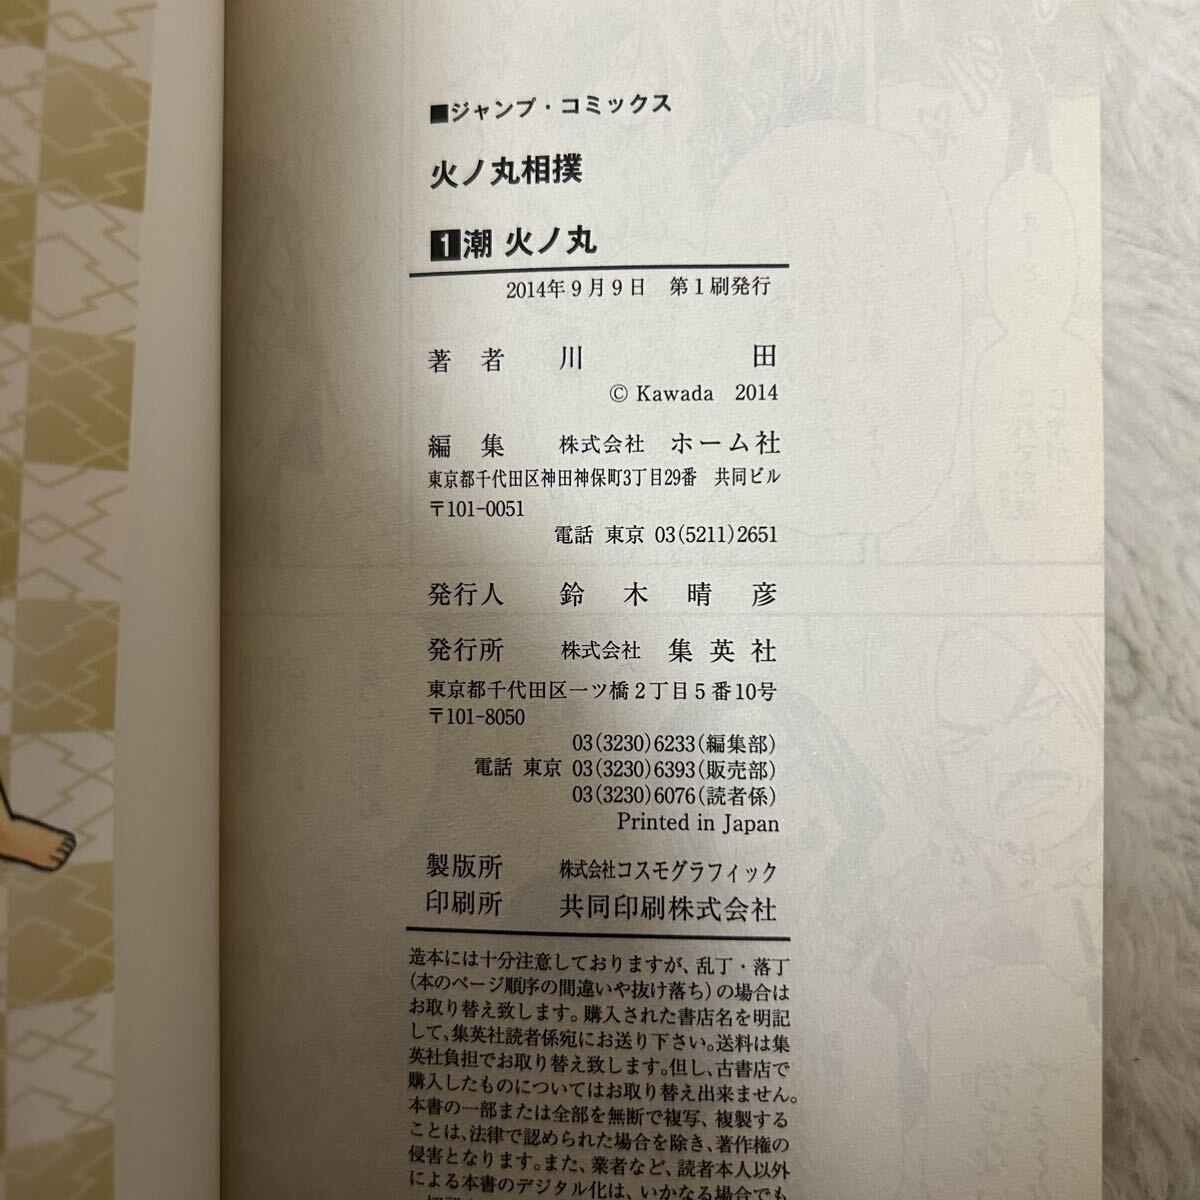 ■ジャンプ・コミックス
火ノ丸相撲
1潮 火ノ丸
2014年9月9日 第1刷発行
著者 川田
© Kawada 2014
編集 株式会社 ホーム社
東京都千代田区神田神保町3丁目29番 共同ビル
〒101-0051
電話 東京 03(5211)2651
発行人 鈴木晴彦
発行所 株式会社 集英社
東京都千代田区一ツ橋2丁目5番10号
〒101-8050
03(3230)6233(編集部)
電話 東京 03(3230)6393(販売部)
03(3230)6076(読者係)
Printed in Japan
製版所 株式会社コスモグラフィック
印刷所 共同印刷株式会社
造本には十分注意しておりますが、乱丁・落丁
(本のページ順序の間違いや抜け落ち)の場合は
お取り替え致します。購入された書店名を明記
して、集英社読者係宛にお送り下さい。送料は集
英社負担でお取り替え致します。但し、古書店で
購入したものについてはお取り替え出来ません。
本書の一部または全部を無断で複写、複製する
ことは、法律で認められた場合を除き、著作権の
侵害となります。また、業者など、読者本人以外
による本書のデジタル化は、いかなる場合でも